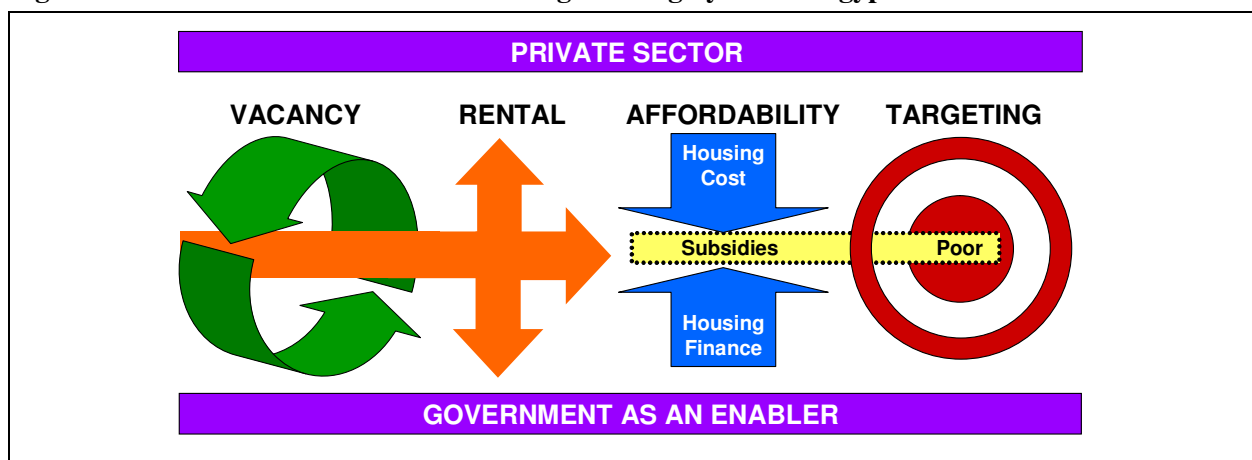 PRIVATE SECTOR
VACANCY RENTAL AFFORDABILITY TARGETING
Housing
Cost
Subsidies Poor
Housing
Finance
GOVERNMENT AS AN ENABLER